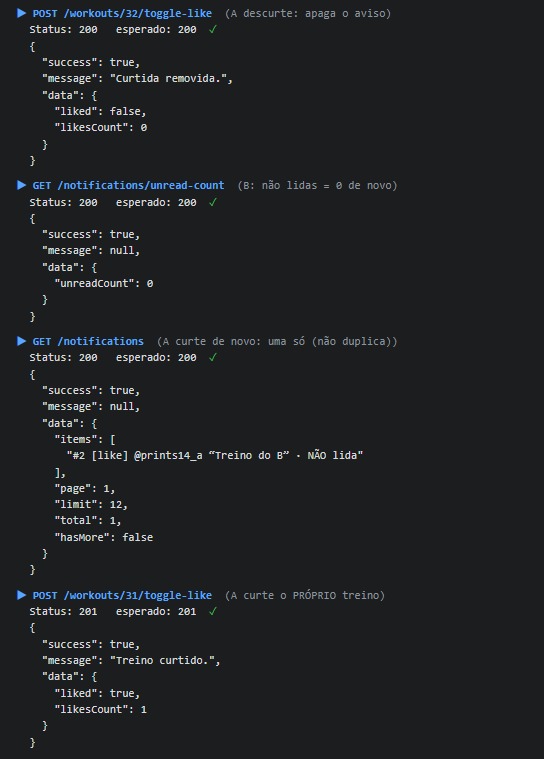 ▶ POST /workouts/32/toggle-like (A descurte: apaga o aviso)
Status: 200 esperado: 200 ✓
{
"success": true,
"message": "Curtida removida.",
"data": {
"liked": false,
"likesCount": 0
}
}
▶ GET /notifications/unread-count (B: não lidas = 0 de novo)
Status: 200 esperado: 200 ✓
{
"success": true,
"message": null,
"data": {
"unreadCount": 0
}
}
▶ GET /notifications (A curte de novo: uma só (não duplica))
Status: 200 esperado: 200 ✓
{
"success": true,
"message": null,
"data": {
"items": [
"#2 [like] @prints14_a “Treino do B” · NÃO lida"
],
"page": 1,
"limit": 12,
"total": 1,
"hasMore": false
}
}
▶ POST /workouts/31/toggle-like (A curte o PRÓPRIO treino)
Status: 201 esperado: 201 ✓
{
"success": true,
"message": "Treino curtido.",
"data": {
"liked": true,
"likesCount": 1
}
}